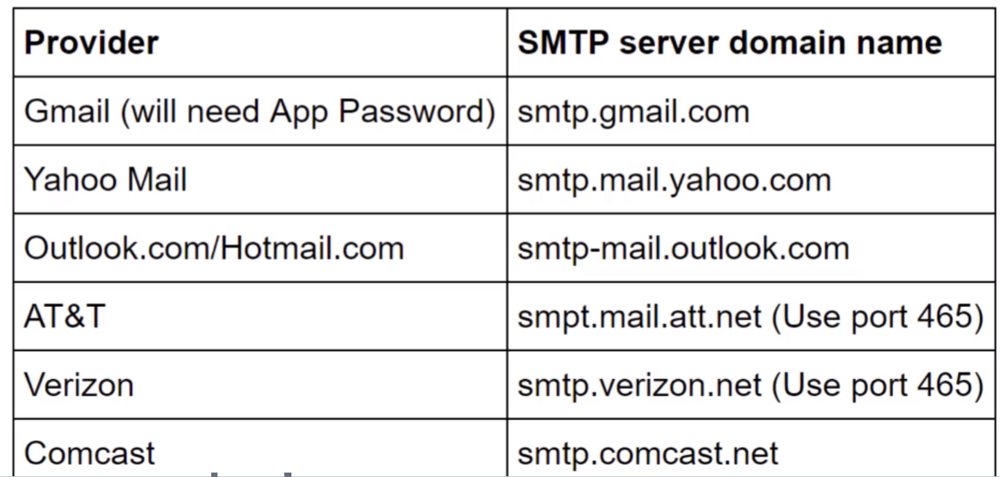 Provider SMTP server domain name
Gmail (will need App Password) smtp.gmail.com
Yahoo Mail smtp.mail.yahoo.com
Outlook.com/Hotmail.com smtp-mail.outlook.com
AT&T smpt.mail.att.net (Use port 465)
Verizon smtp.verizon.net (Use port 465)
Comcast smtp.comcast.net